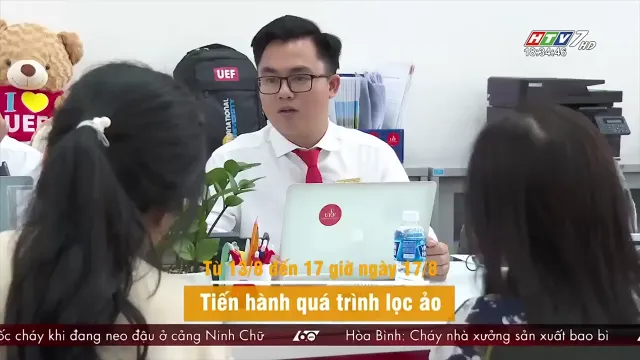 HTV7 HD
18:34:46
UEF
I
UEF
UEF
Từ 13/8 đến 17 giờ ngày 17/8
Tiến hành quá trình lọc ảo
ốc cháy khi đang neo đậu ở cảng Ninh Chữ
Hòa Bình: Cháy nhà xưởng sản xuất bao bì